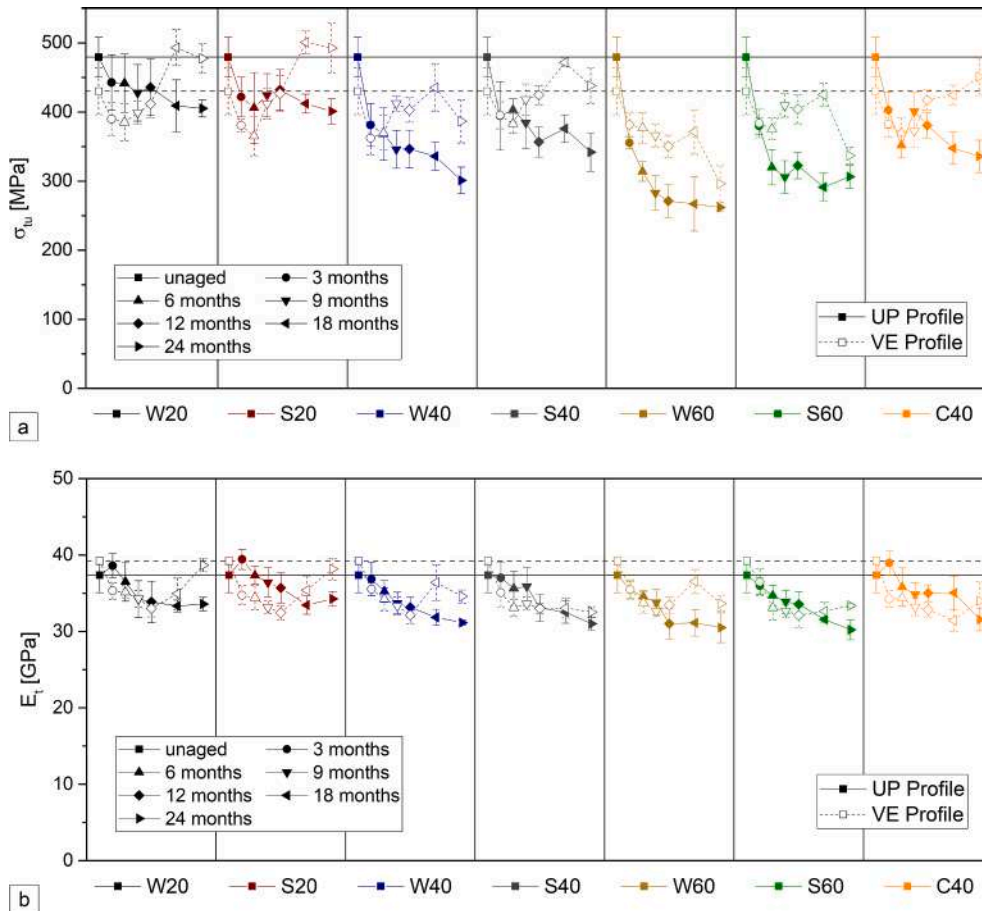 500
400
300
200
100
0
σtu [MPa]
unaged 3 months
6 months 9 months
12 months 18 months
24 months
UP Profile
VE Profile
W20 S20 W40 S40 W60 S60 C40
a
50
40
30
20
10
0
Et [GPa]
unaged 3 months
6 months 9 months
12 months 18 months
24 months
UP Profile
VE Profile
W20 S20 W40 S40 W60 S60 C40
b